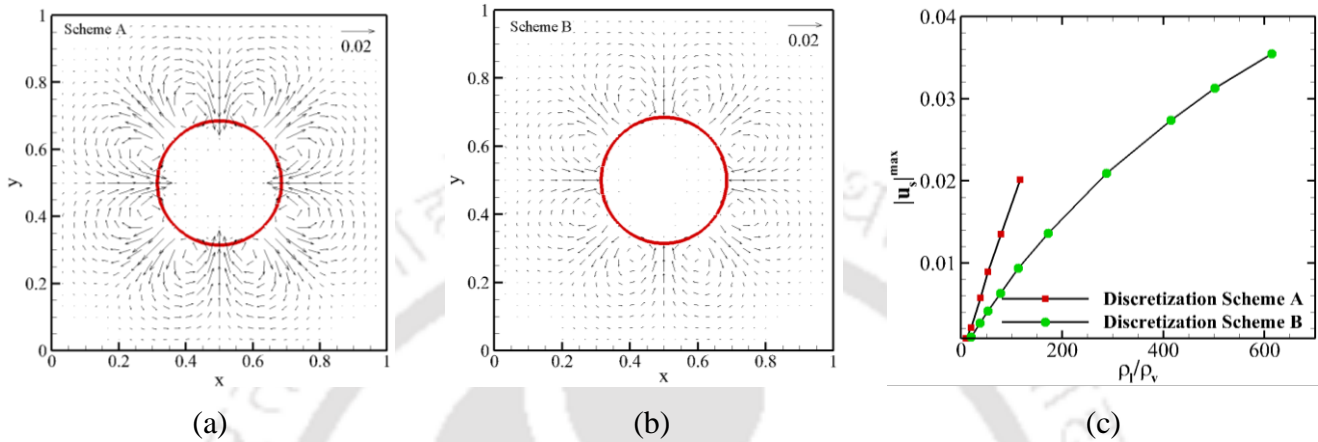 Scheme A
0.02
1
0.8
0.6
0.4
0.2
0
y
0
0.2
0.4
0.6
0.8
1
x
(a)
Scheme B
0.02
1
0.8
0.6
0.4
0.2
0
y
0
0.2
0.4
0.6
0.8
1
x
(b)
0.04
0.03
0.02
0.01
|u_s|^max
Discretization Scheme A
Discretization Scheme B
0
200
400
600
ρ_l/ρ_v
(c)